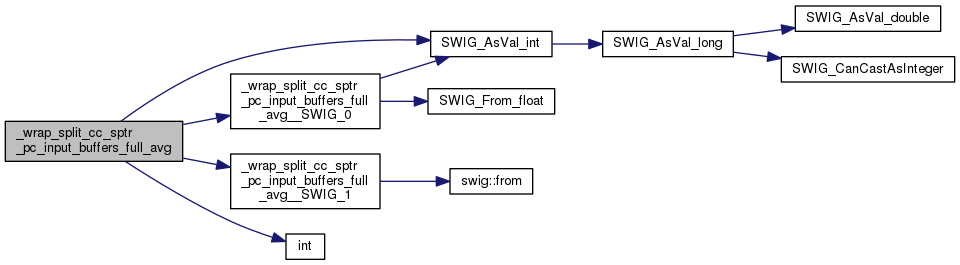 _wrap_split_cc_sptr
_pc_input_buffers_full_avg
SWIG_AsVal_int
_wrap_split_cc_sptr
_pc_input_buffers_full
_avg__SWIG_0
_wrap_split_cc_sptr
_pc_input_buffers_full
_avg__SWIG_1
int
SWIG_AsVal_long
SWIG_From_float
swig::from
SWIG_AsVal_double
SWIG_CanCastAsInteger